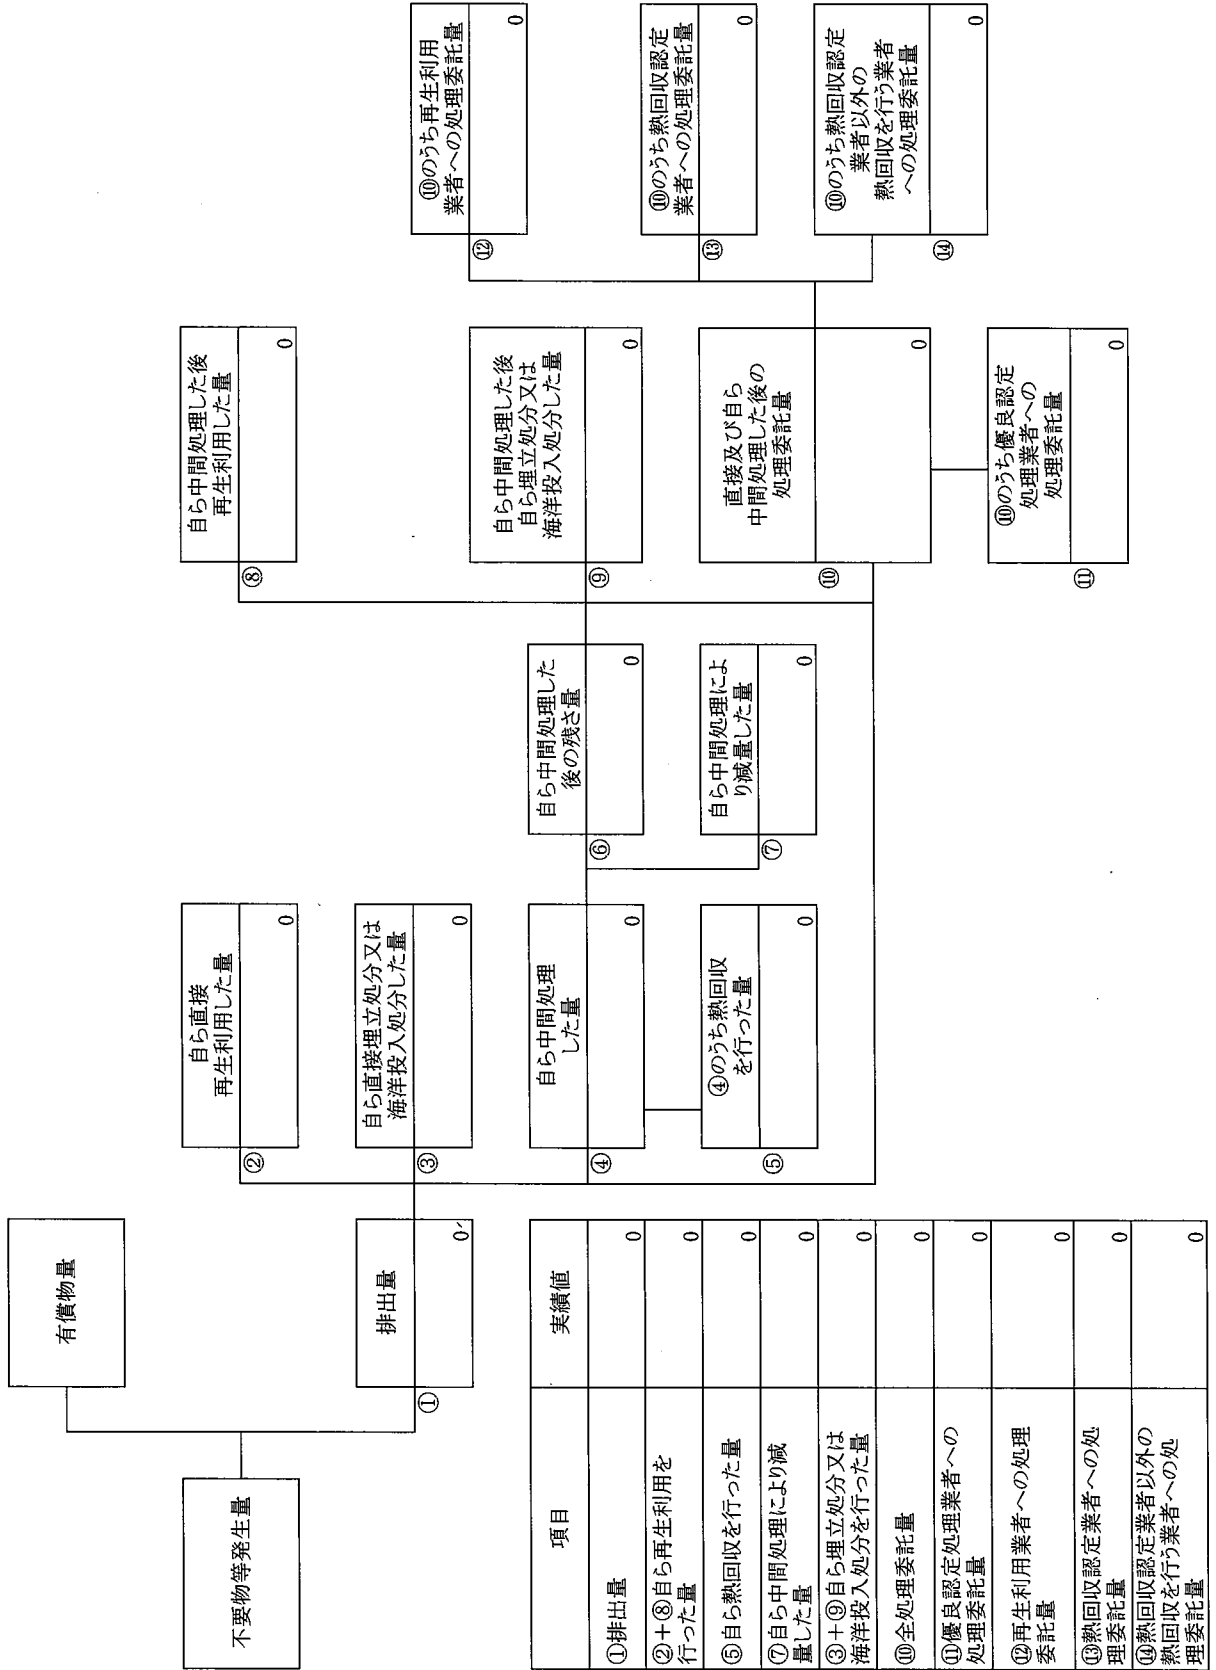 不要物等発生量
有償物量
排出量
①
0
②
自ら直接
再生利用した量
0
③
自ら直接埋立処分又は
海洋投入処分した量
0
④
自ら中間処理
した量
0
⑤
④のうち熱回収
を行った量
0
⑥
自ら中間処理した
後の残さ量
0
⑦
自ら中間処理によ
り減量した量
0
⑧
自ら中間処理した後
再生利用した量
0
⑨
自ら中間処理した後
自ら埋立処分又は
海洋投入処分した量
0
⑩
直接及び自ら
中間処理した後の
処理委託量
0
⑪
⑩のうち優良認定
処理業者への
処理委託量
0
⑫
⑩のうち再生利用
業者への処理委託量
0
⑬
⑩のうち熱回収認定
業者への処理委託量
0
⑭
⑩のうち熱回収認定
業者以外の
熱回収を行う業者
への処理委託量
0
項目 実績値
①排出量 0
②+⑧自ら再生利用を
行った量 0
⑤自ら熱回収を行った量 0
⑦自ら中間処理により減
量した量 0
③+⑨自ら埋立処分又は
海洋投入処分を行った量 0
⑩全処理委託量 0
⑪優良認定処理業者への
処理委託量 0
⑫再生利用業者への処理
委託量 0
⑬熱回収認定業者への処
理委託量 0
⑭熱回収認定業者以外の
熱回収を行う業者への処
理委託量 0